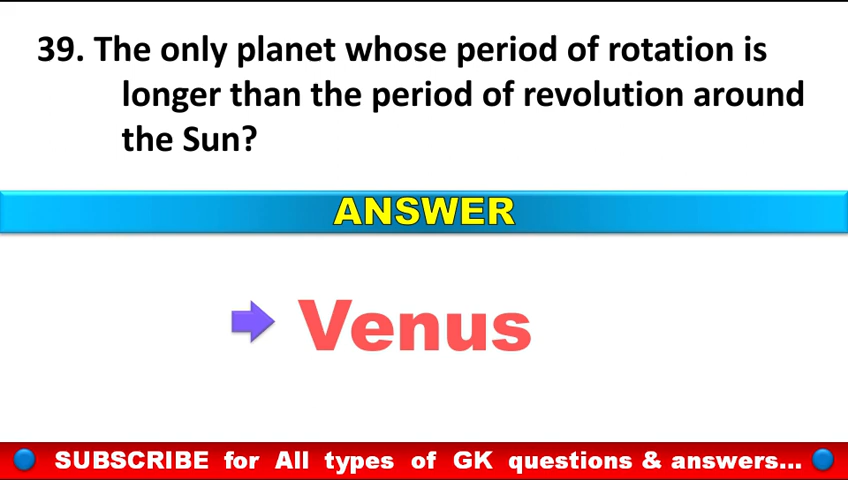 39. The only planet whose period of rotation is
longer than the period of revolution around
the Sun?
ANSWER
Venus
SUBSCRIBE for All types of GK questions & answers...